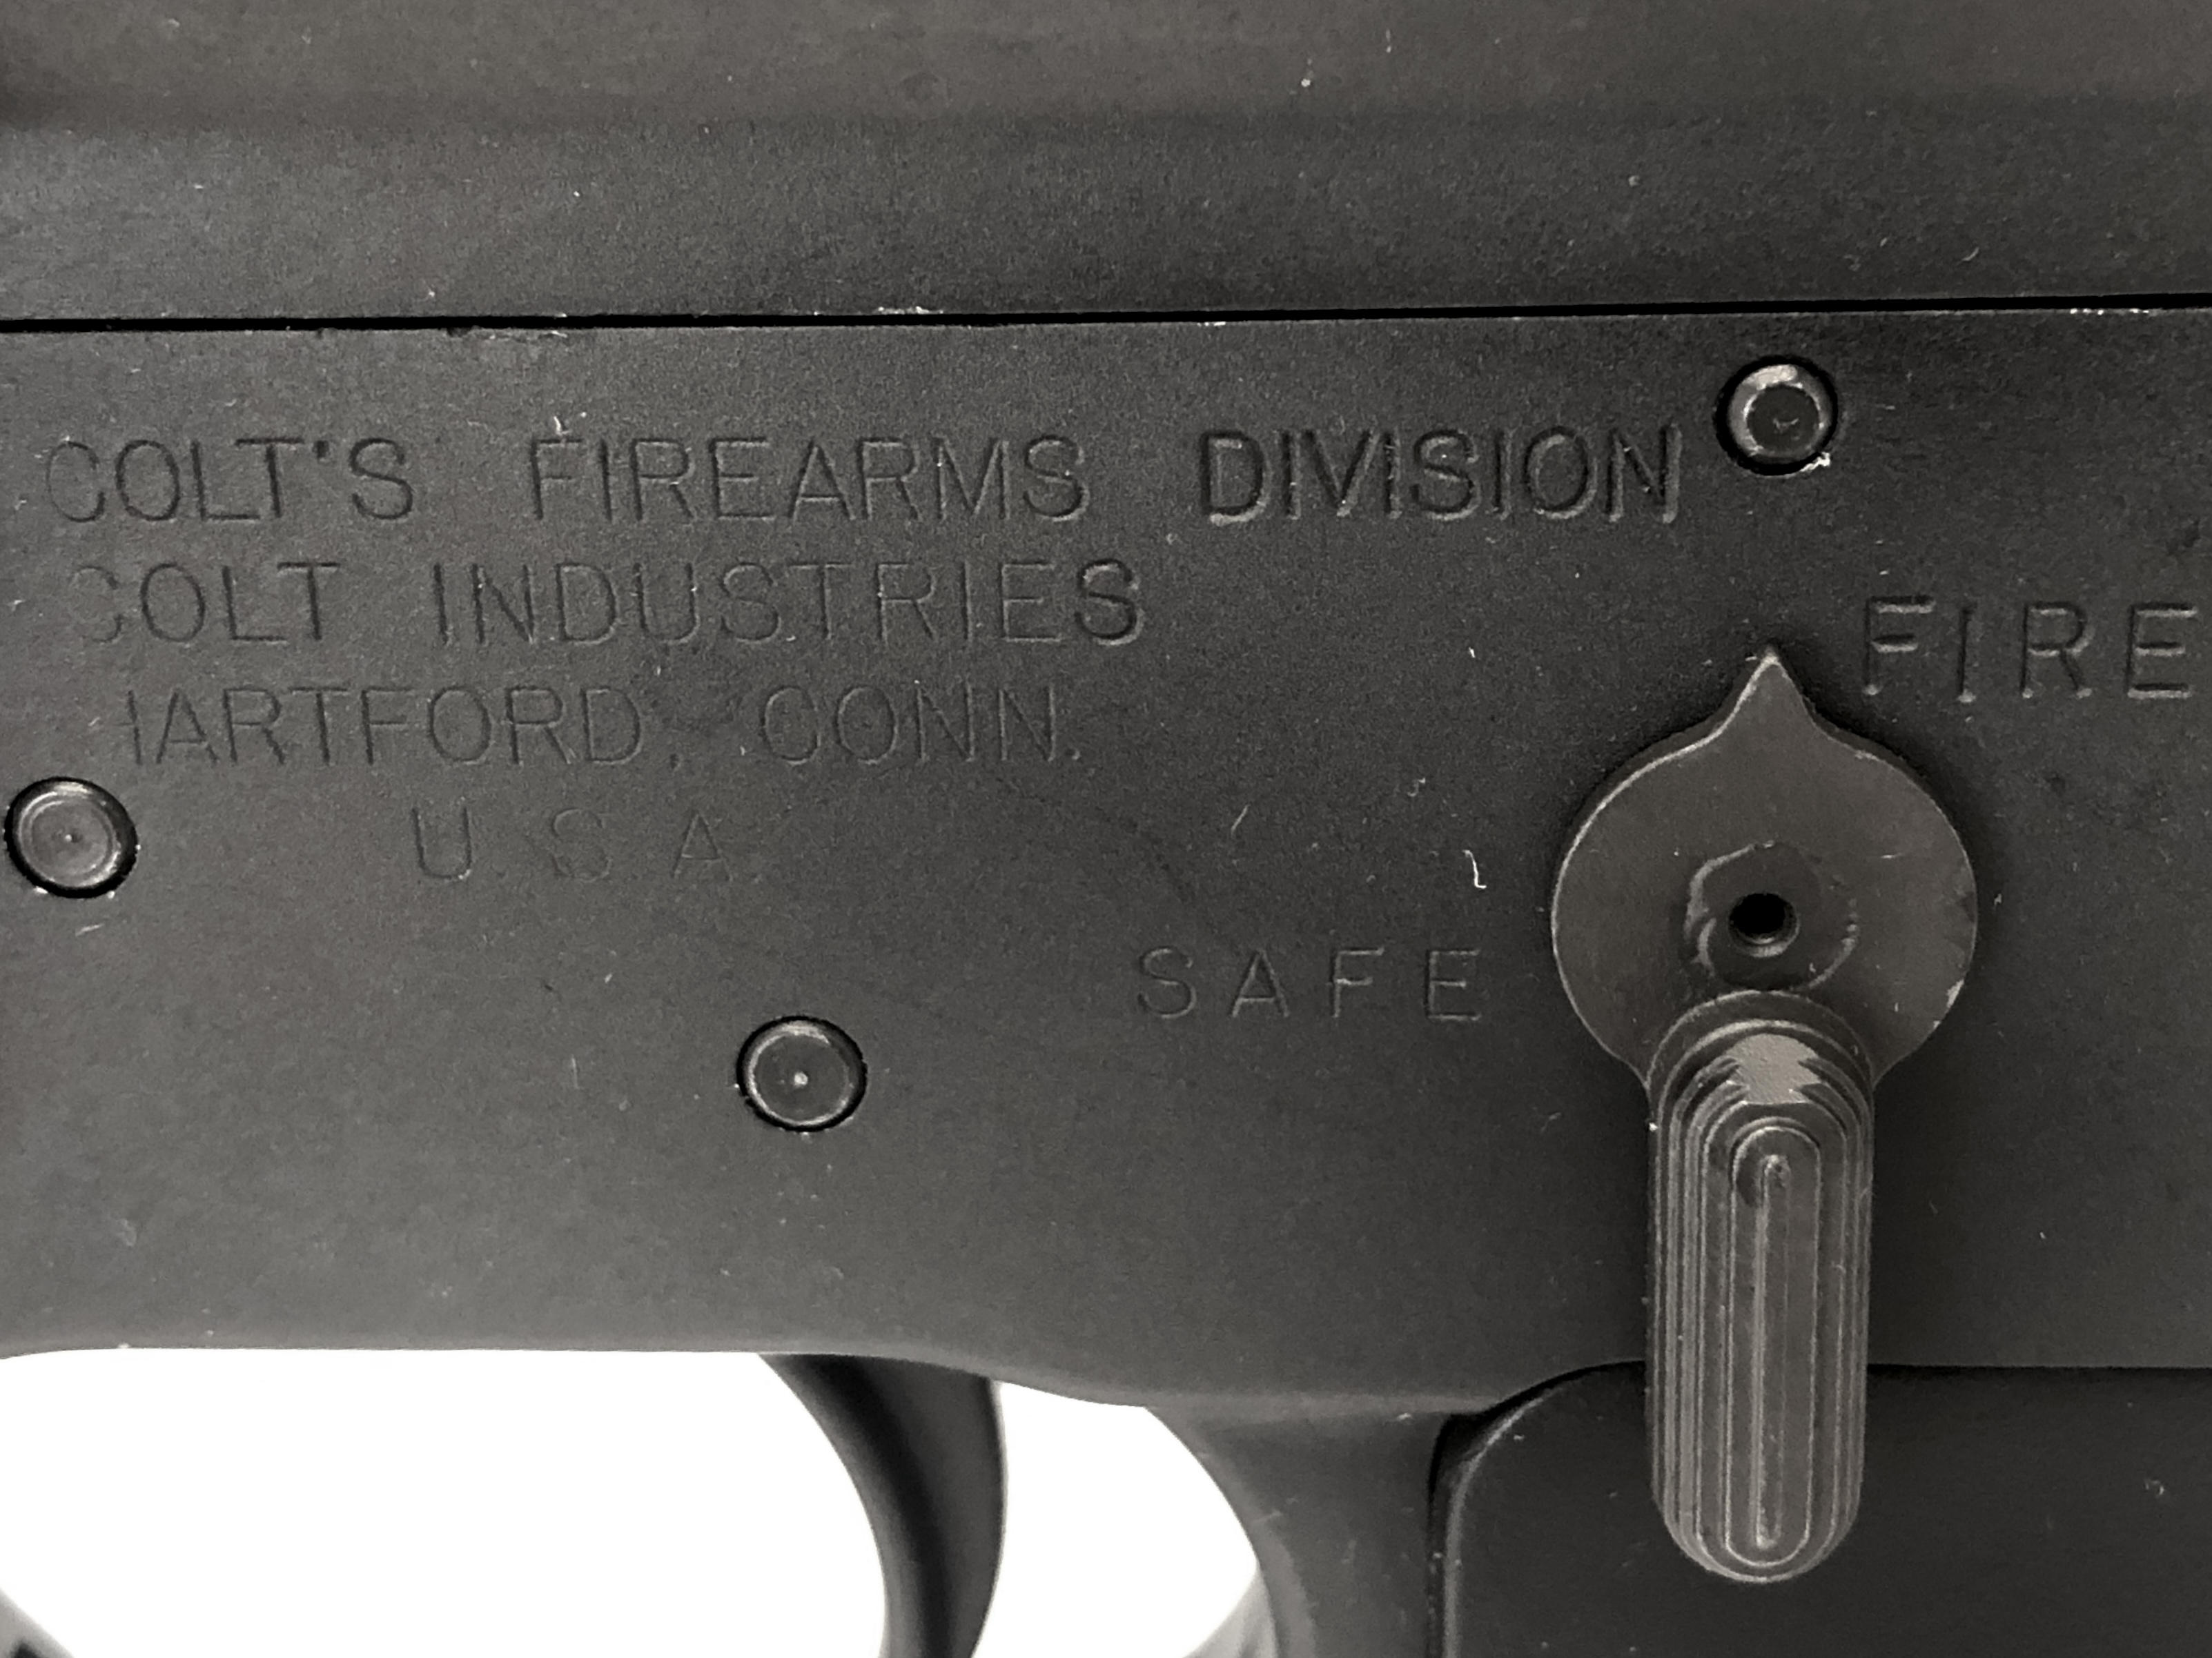 COLT'S FIREARMS DIVISION
COLT INDUSTRIES
HARTFORD, CONN.
U.S.A.
FIRE
SAFE